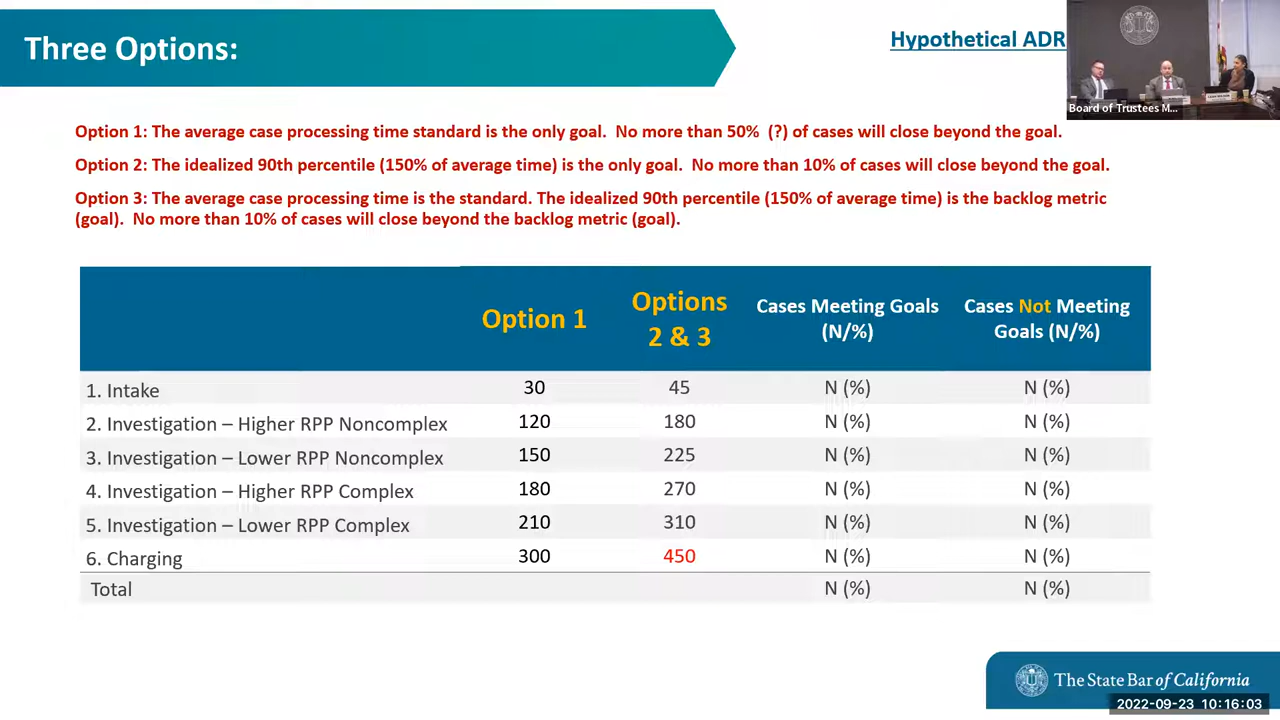 Three Options:
Hypothetical ADR
Board of Trustees M...
Option 1: The average case processing time standard is the only goal. No more than 50% (?) of cases will close beyond the goal.
Option 2: The idealized 90th percentile (150% of average time) is the only goal. No more than 10% of cases will close beyond the goal.
Option 3: The average case processing time is the standard. The idealized 90th percentile (150% of average time) is the backlog metric
(goal). No more than 10% of cases will close beyond the backlog metric (goal).
Option 1 Options 2 & 3 Cases Meeting Goals (N/%) Cases Not Meeting Goals (N/%)
1. Intake 30 45 N (%) N (%)
2. Investigation – Higher RPP Noncomplex 120 180 N (%) N (%)
3. Investigation – Lower RPP Noncomplex 150 225 N (%) N (%)
4. Investigation – Higher RPP Complex 180 270 N (%) N (%)
5. Investigation – Lower RPP Complex 210 310 N (%) N (%)
6. Charging 300 450 N (%) N (%)
Total N (%) N (%)
The State Bar of California
2022-09-23 10:16:03